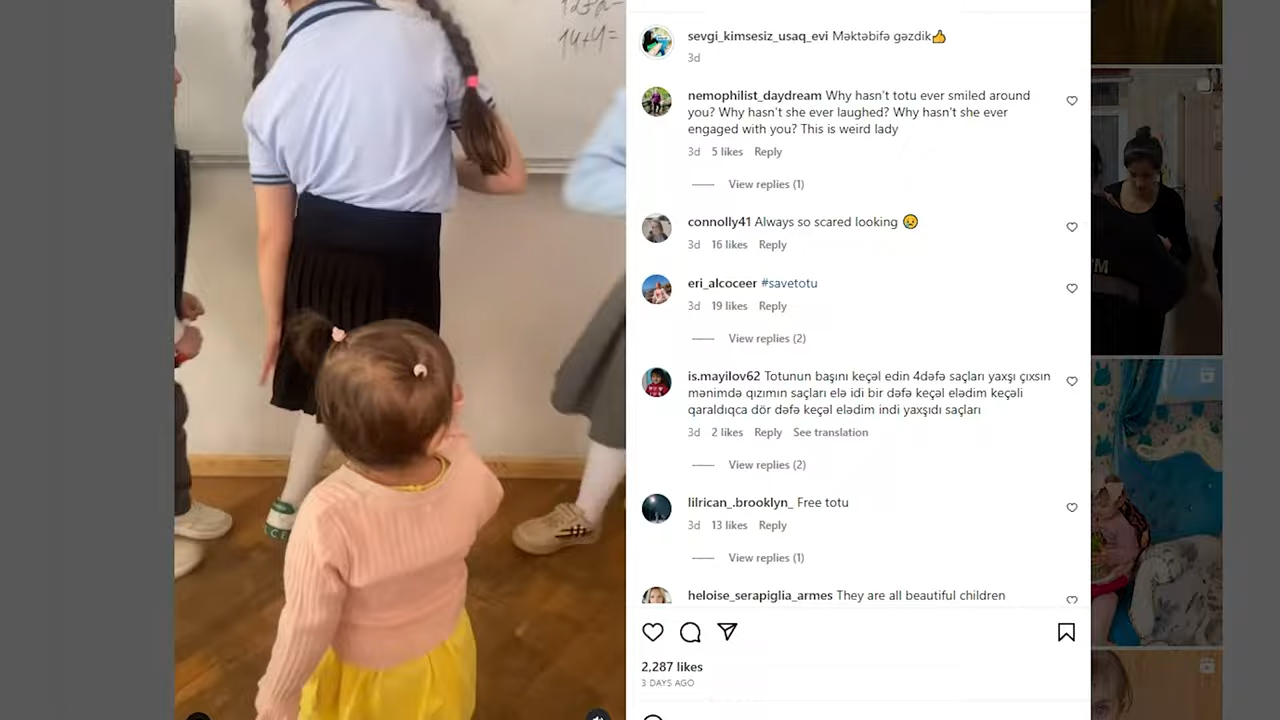 12+2=
14+4=
sevgi_kimsesiz_usaq_evi Məktəbifə gəzdik👍
3d
nemophilist_daydream Why hasn't totu ever smiled around
you? Why hasn't she ever laughed? Why hasn't she ever
engaged with you? This is weird lady
3d 5 likes Reply
View replies (1)
connolly41 Always so scared looking 😢
3d 16 likes Reply
eri_alcoceer #savetotu
3d 19 likes Reply
View replies (2)
is.mayilov62 Totunun başını keçəl edin 4dəfə saçları yaxşı çıxsın
mənimdə qızımın saçları elə idi bir dəfə keçəl elədim keçəli
qaraldıqca dör dəfə keçəl elədim indi yaxşıdı saçları
3d 2 likes Reply See translation
View replies (2)
lilrican_.brooklyn_ Free totu
3d 13 likes Reply
View replies (1)
heloise_serapiglia_armes They are all beautiful children
2,287 likes
3 DAYS AGO